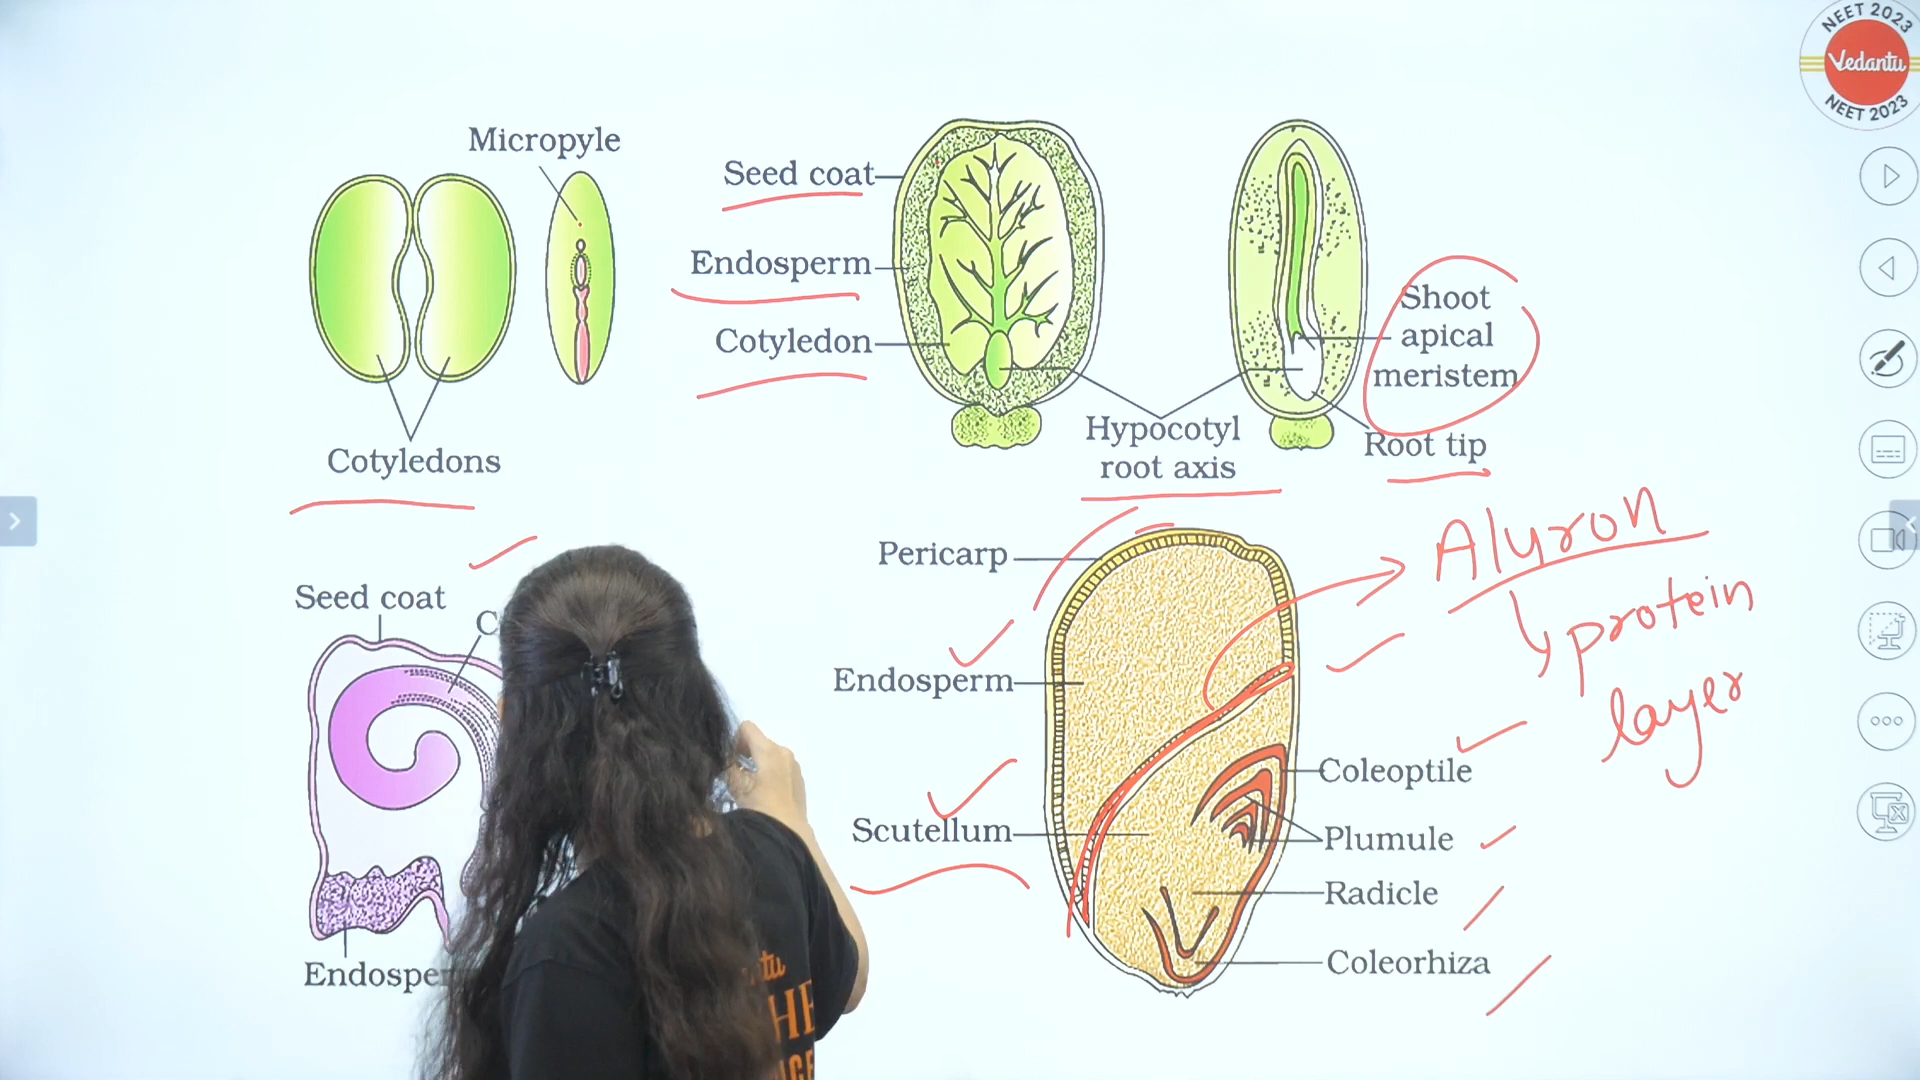 NEET 2023
Vedantu
NEET 2023
Micropyle
Cotyledons
Seed coat
Endosperm
Cotyledon
Hypocotyl
root axis
Shoot
apical
meristem
Root tip
Seed coat
C
Endospe
Pericarp
Endosperm
Scutellum
Coleoptile
Plumule
Radicle
Coleorhiza
Alyron
protein
layer